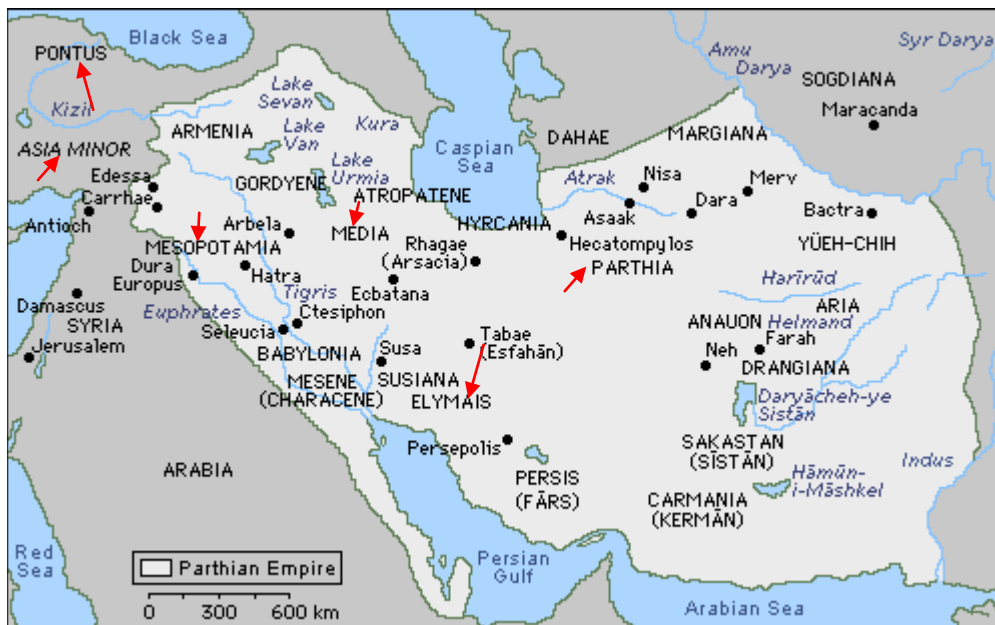 Black Sea
PONTUS
Kizil
ASIA MINOR
Lake
Sevan
Kura
ARMENIA
Lake
Van
Lake
Urmia
GORDYENE
ATROPATENE
Edessa
Carrhae
Antioch
Arbela
MEDIA
MESOPOTAMIA
Dura
Europus
Hatra
Rhagae
(Arsacia)
Ecbatana
Damascus
SYRIA
Euphrates
Tigris
Ctesiphon
Seleucia
Jerusalem
BABYLONIA
Susa
MESENE
(CHARACENE)
SUSIANA
ELYMAIS
Tabae
(Esfahān)
Persepolis
PERSIS
(FĀRS)
ARABIA
Red
Sea
Persian
Gulf
Arabian Sea
Caspian
Sea
DAHAE
HYRCANIA
Atrak
Nisa
Asaak
Hecatompylos
PARTHIA
MARGIANA
Dara
Merv
Amu
Darya
Syr Darya
SOGDIANA
Maracanda
Bactra
YÜEH-CHIH
Harīrūd
ARIA
ANAUON
Helmand
Farah
Neh
DRANGIANA
Daryācheh-ye
Sīstān
SAKASTAN
(SĪSTĀN)
Hāmūn-
i-Māshkel
Indus
CARMANIA
(KERMĀN)
Parthian Empire
0 300 600 km